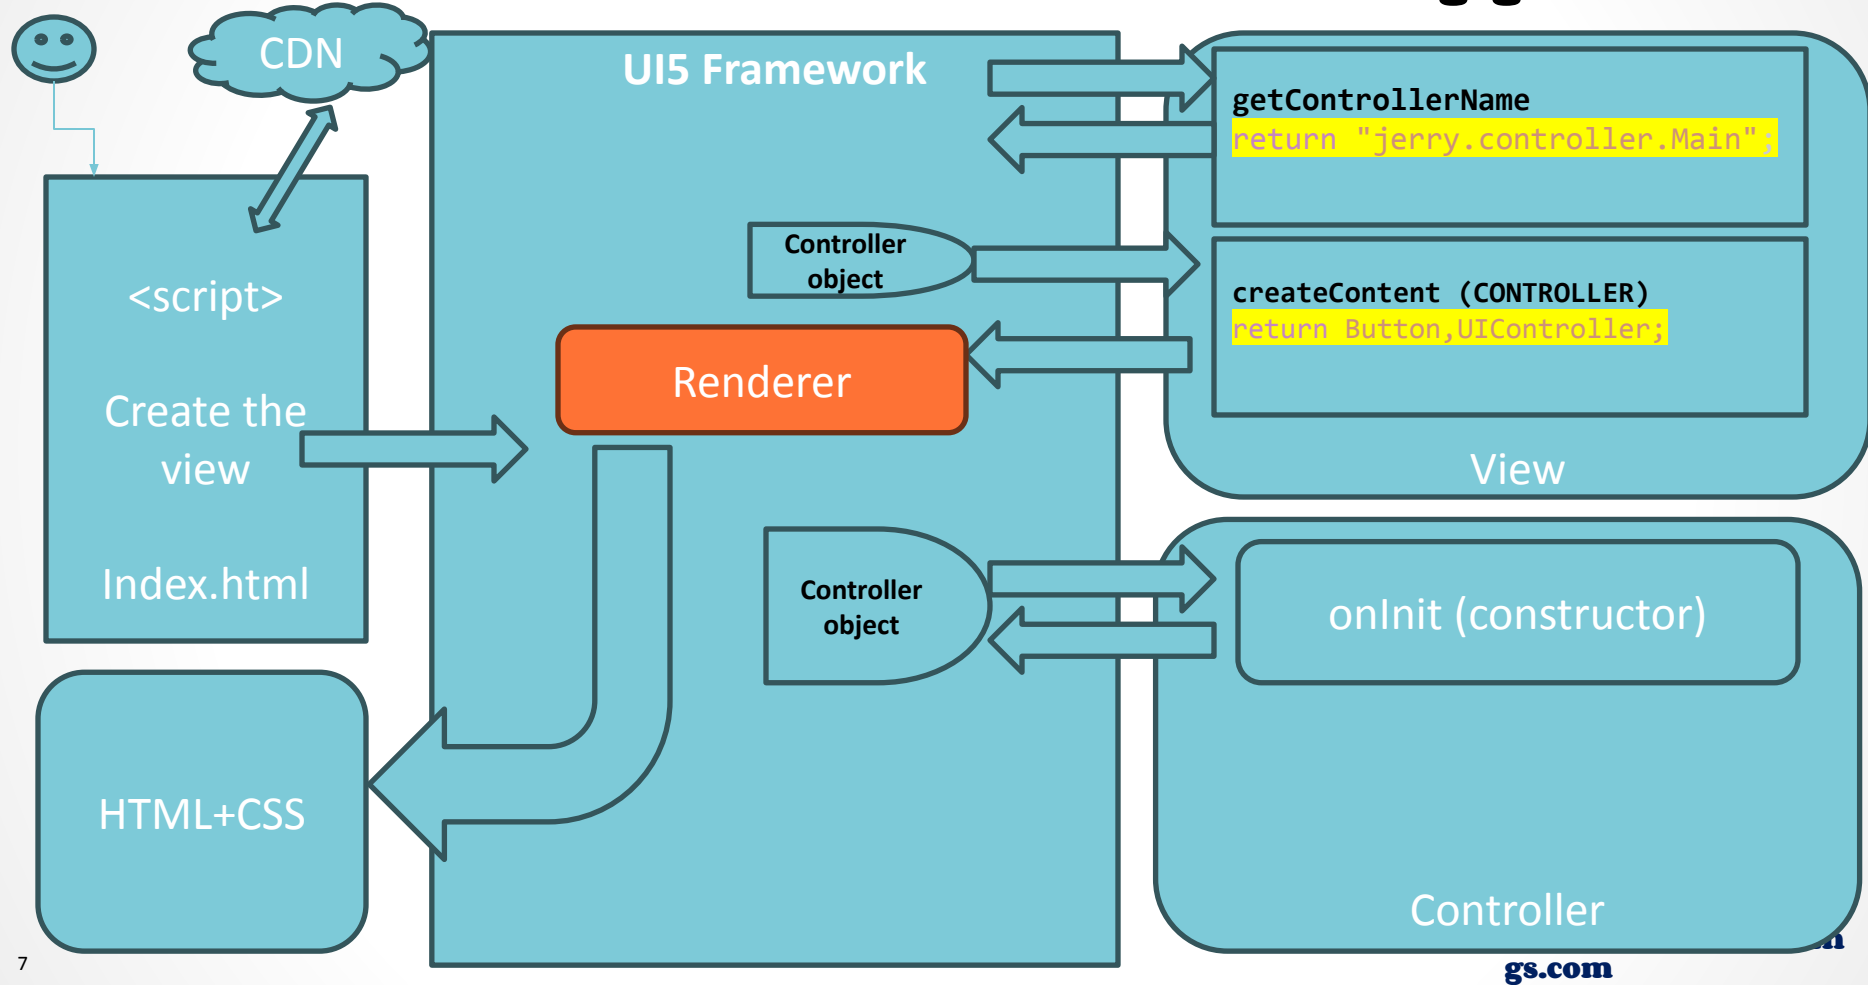 CDN
UI5 Framework
getControllerName
return "jerry.controller.Main";
Controller
object
createContent (CONTROLLER)
return Button,UIController;
<script>
Create the
view
Index.html
Renderer
View
Controller
object
onInit (constructor)
HTML+CSS
Controller
gs.com
7